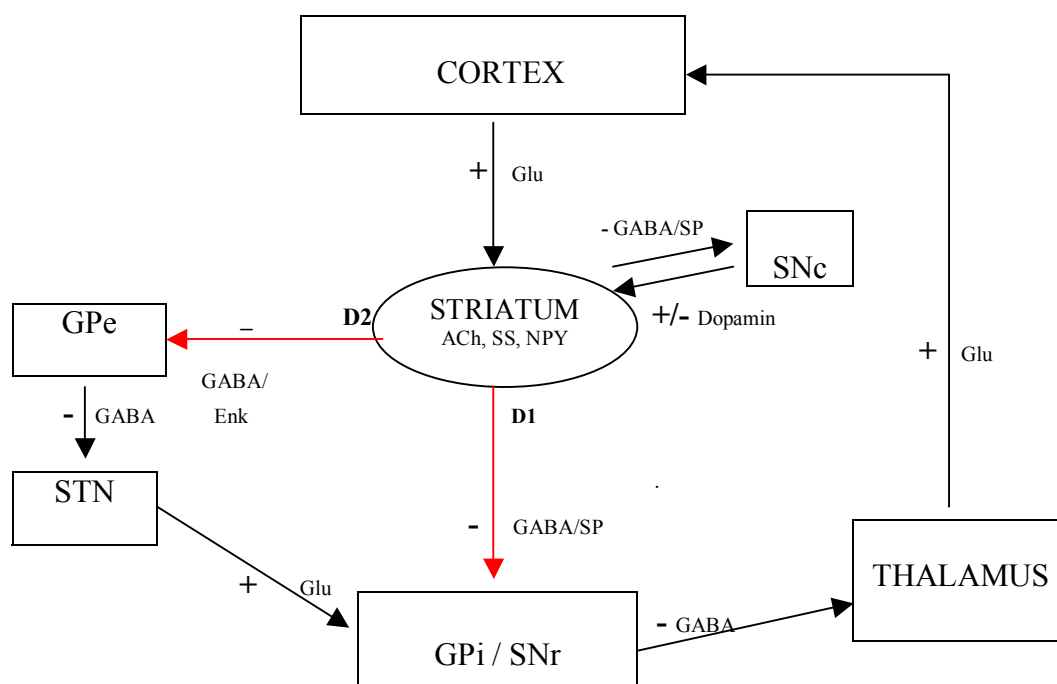 CORTEX
+ Glu
- GABA/SP
SNc
+/- Dopamin
STRIATUM
ACh, SS, NPY
D2
–
GABA/
Enk
GPe
- GABA
STN
+ Glu
D1
- GABA/SP
.
GPi / SNr
- GABA
THALAMUS
+ Glu